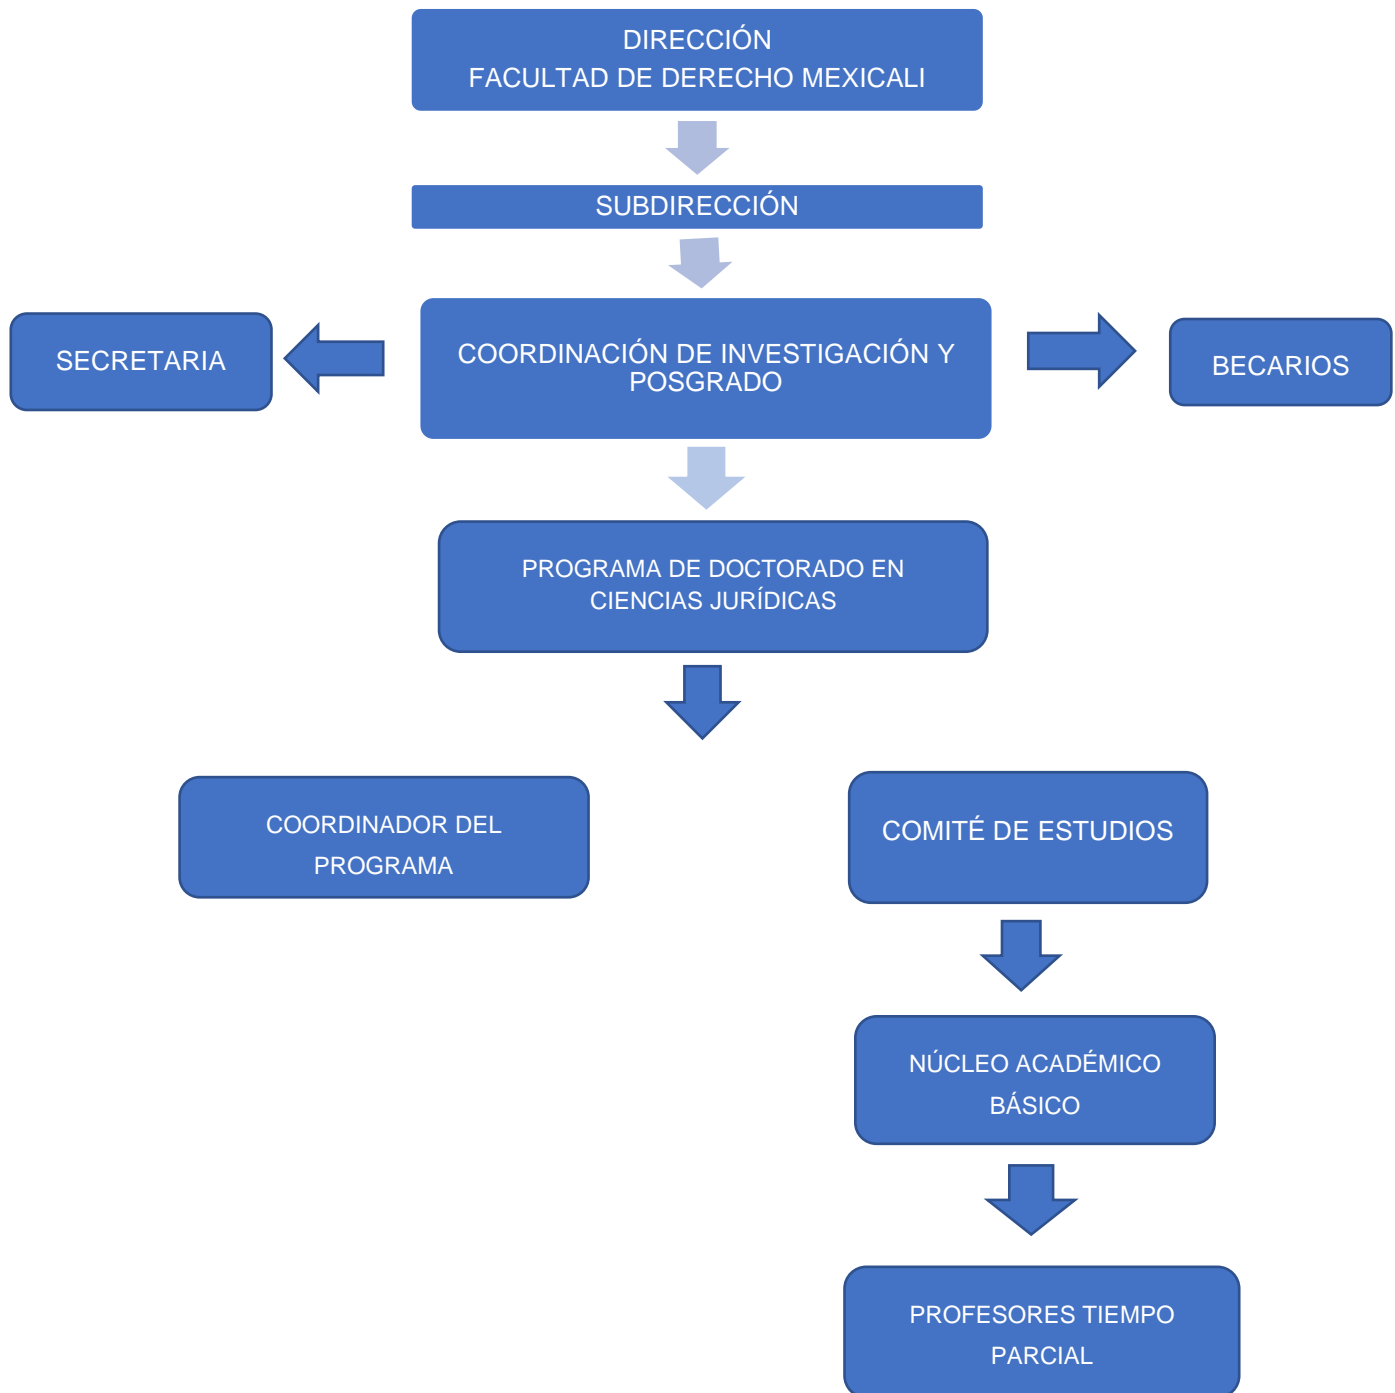 DIRECCIÓN
FACULTAD DE DERECHO MEXICALI
SUBDIRECCIÓN
SECRETARIA
COORDINACIÓN DE INVESTIGACIÓN Y
POSGRADO
BECARIOS
PROGRAMA DE DOCTORADO EN
CIENCIAS JURÍDICAS
COORDINADOR DEL
PROGRAMA
COMITÉ DE ESTUDIOS
NÚCLEO ACADÉMICO
BÁSICO
PROFESORES TIEMPO
PARCIAL